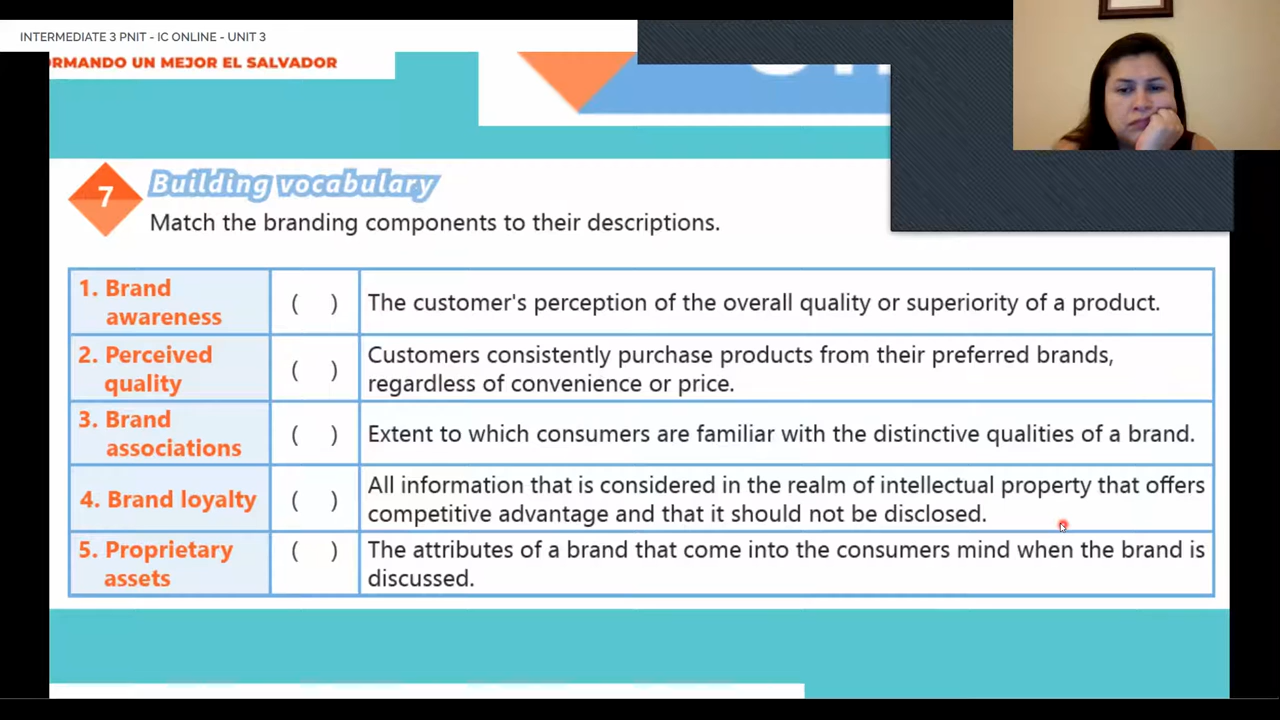 INTERMEDIATE 3 PNIT - IC ONLINE - UNIT 3
ORMANDO UN MEJOR EL SALVADOR
7
Building vocabulary
Match the branding components to their descriptions.
1. Brand awareness
( )
The customer's perception of the overall quality or superiority of a product.
2. Perceived quality
( )
Customers consistently purchase products from their preferred brands,
regardless of convenience or price.
3. Brand associations
( )
Extent to which consumers are familiar with the distinctive qualities of a brand.
4. Brand loyalty
( )
All information that is considered in the realm of intellectual property that offers
competitive advantage and that it should not be disclosed.
5. Proprietary assets
( )
The attributes of a brand that come into the consumers mind when the brand is
discussed.